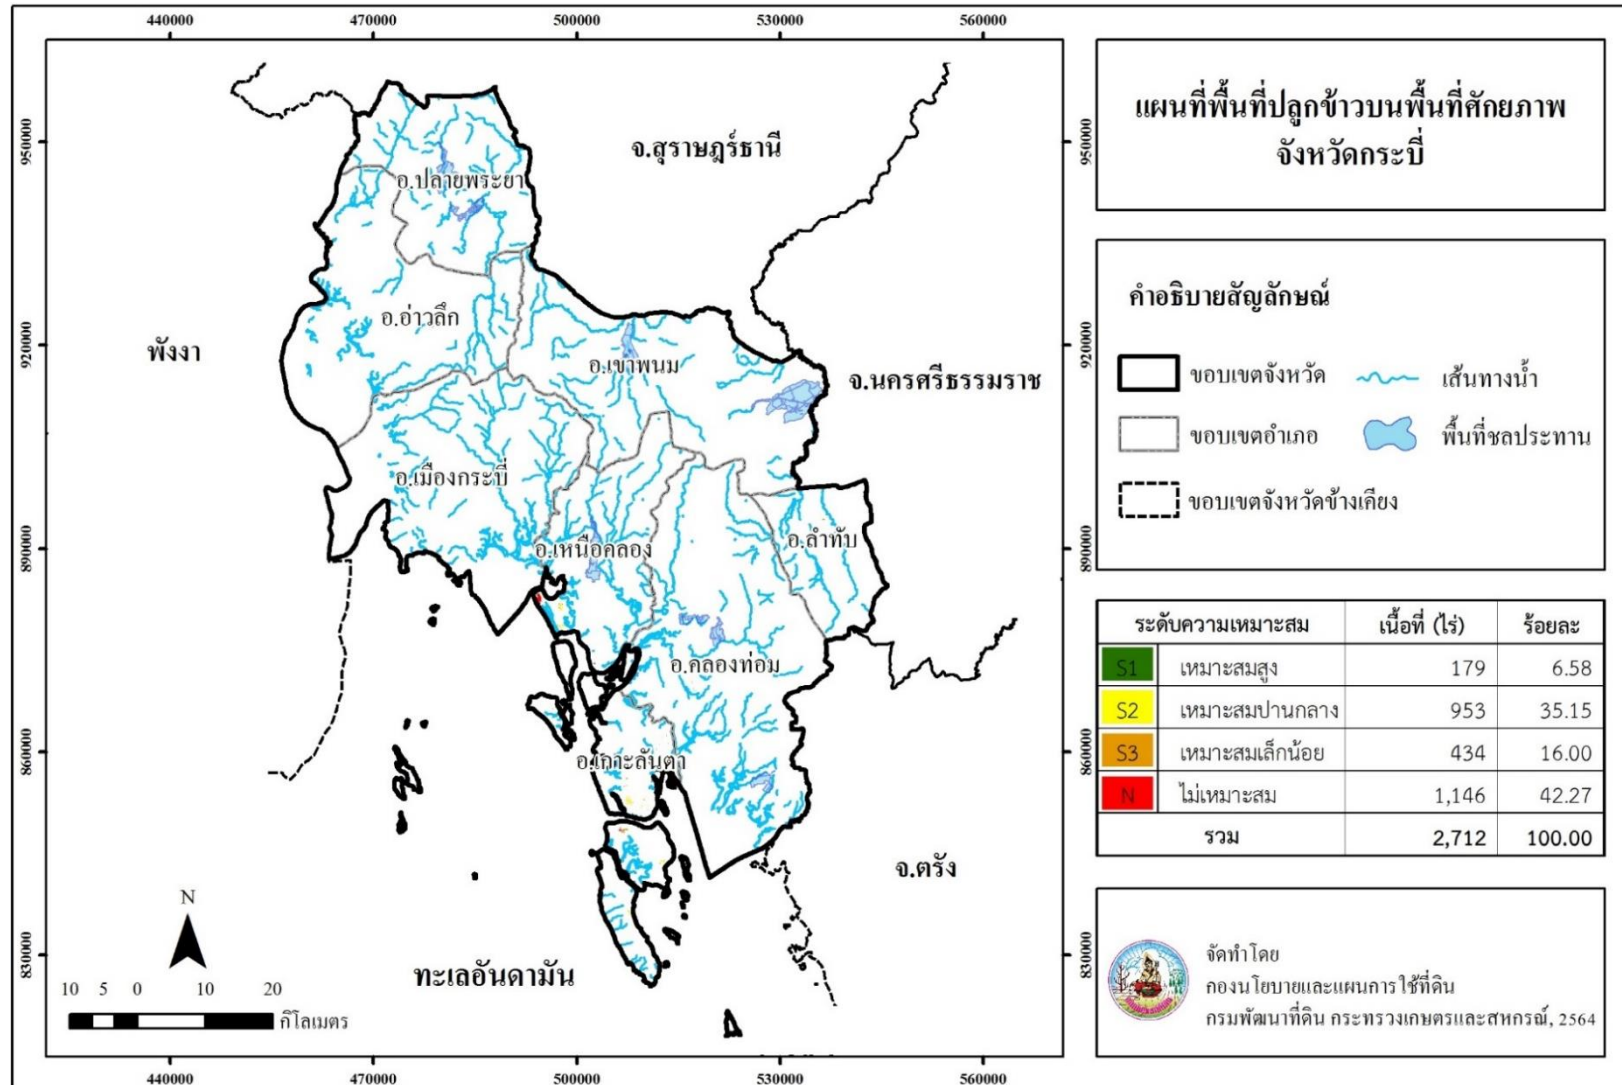 440000 470000 500000 530000 560000
950000
920000
890000
860000
830000
จ.สุราษฎร์ธานี
อ.ปลายพระยา
อ.อ่าวลึก
พังงา
อ.เขาพนม
จ.นครศรีธรรมราช
อ.เมืองกระบี่
อ.เหนือคลอง
อ.ลำทับ
อ.คลองท่อม
อ.เกาะลันตา
จ.ตรัง
ทะเลอันดามัน
N
10 5 0 10 20
กิโลเมตร
950000
920000
890000
860000
830000
440000 470000 500000 530000 560000
แผนที่พื้นที่ปลูกข้าวบนพื้นที่ศักยภาพ
จังหวัดกระบี่
คำอธิบายสัญลักษณ์
ขอบเขตจังหวัด เส้นทางน้ำ
ขอบเขตอำเภอ พื้นที่ชลประทาน
ขอบเขตจังหวัดข้างเคียง
ระดับความเหมาะสม เนื้อที่ (ไร่) ร้อยละ
S1 เหมาะสมสูง 179 6.58
S2 เหมาะสมปานกลาง 953 35.15
S3 เหมาะสมเล็กน้อย 434 16.00
N ไม่เหมาะสม 1,146 42.27
รวม 2,712 100.00
จัดทำโดย
กองนโยบายและแผนการใช้ที่ดิน
กรมพัฒนาที่ดิน กระทรวงเกษตรและสหกรณ์, 2564